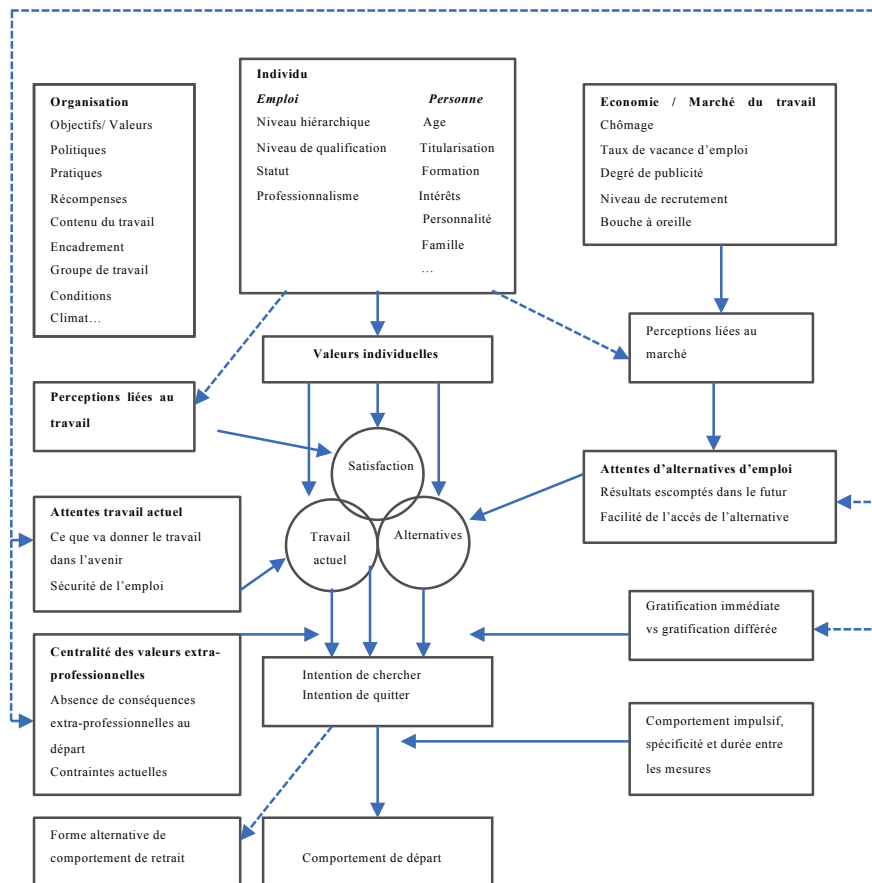 Organisation
Objectifs/ Valeurs
Politiques
Pratiques
Récompenses
Contenu du travail
Encadrement
Groupe de travail
Conditions
Climat…
Individu
Emploi
Niveau hiérarchique
Niveau de qualification
Statut
Professionnalisme
Personne
Age
Titularisation
Formation
Intérêts
Personnalité
Famille
…
Economie / Marché du travail
Chômage
Taux de vacance d’emploi
Degré de publicité
Niveau de recrutement
Bouche à oreille
Valeurs individuelles
Perceptions liées au
marché
Perceptions liées au
travail
Satisfaction
Travail
actuel
Alternatives
Attentes d’alternatives d’emploi
Résultats escomptés dans le futur
Facilité de l’accès de l’alternative
Attentes travail actuel
Ce que va donner le travail
dans l’avenir
Sécurité de l’emploi
Gratification immédiate
vs gratification différée
Centralité des valeurs extra-
professionnelles
Absence de conséquences
extra-professionnelles au
départ
Contraintes actuelles
Intention de chercher
Intention de quitter
Comportement impulsif,
spécificité et durée entre
les mesures
Forme alternative de
comportement de retrait
Comportement de départ